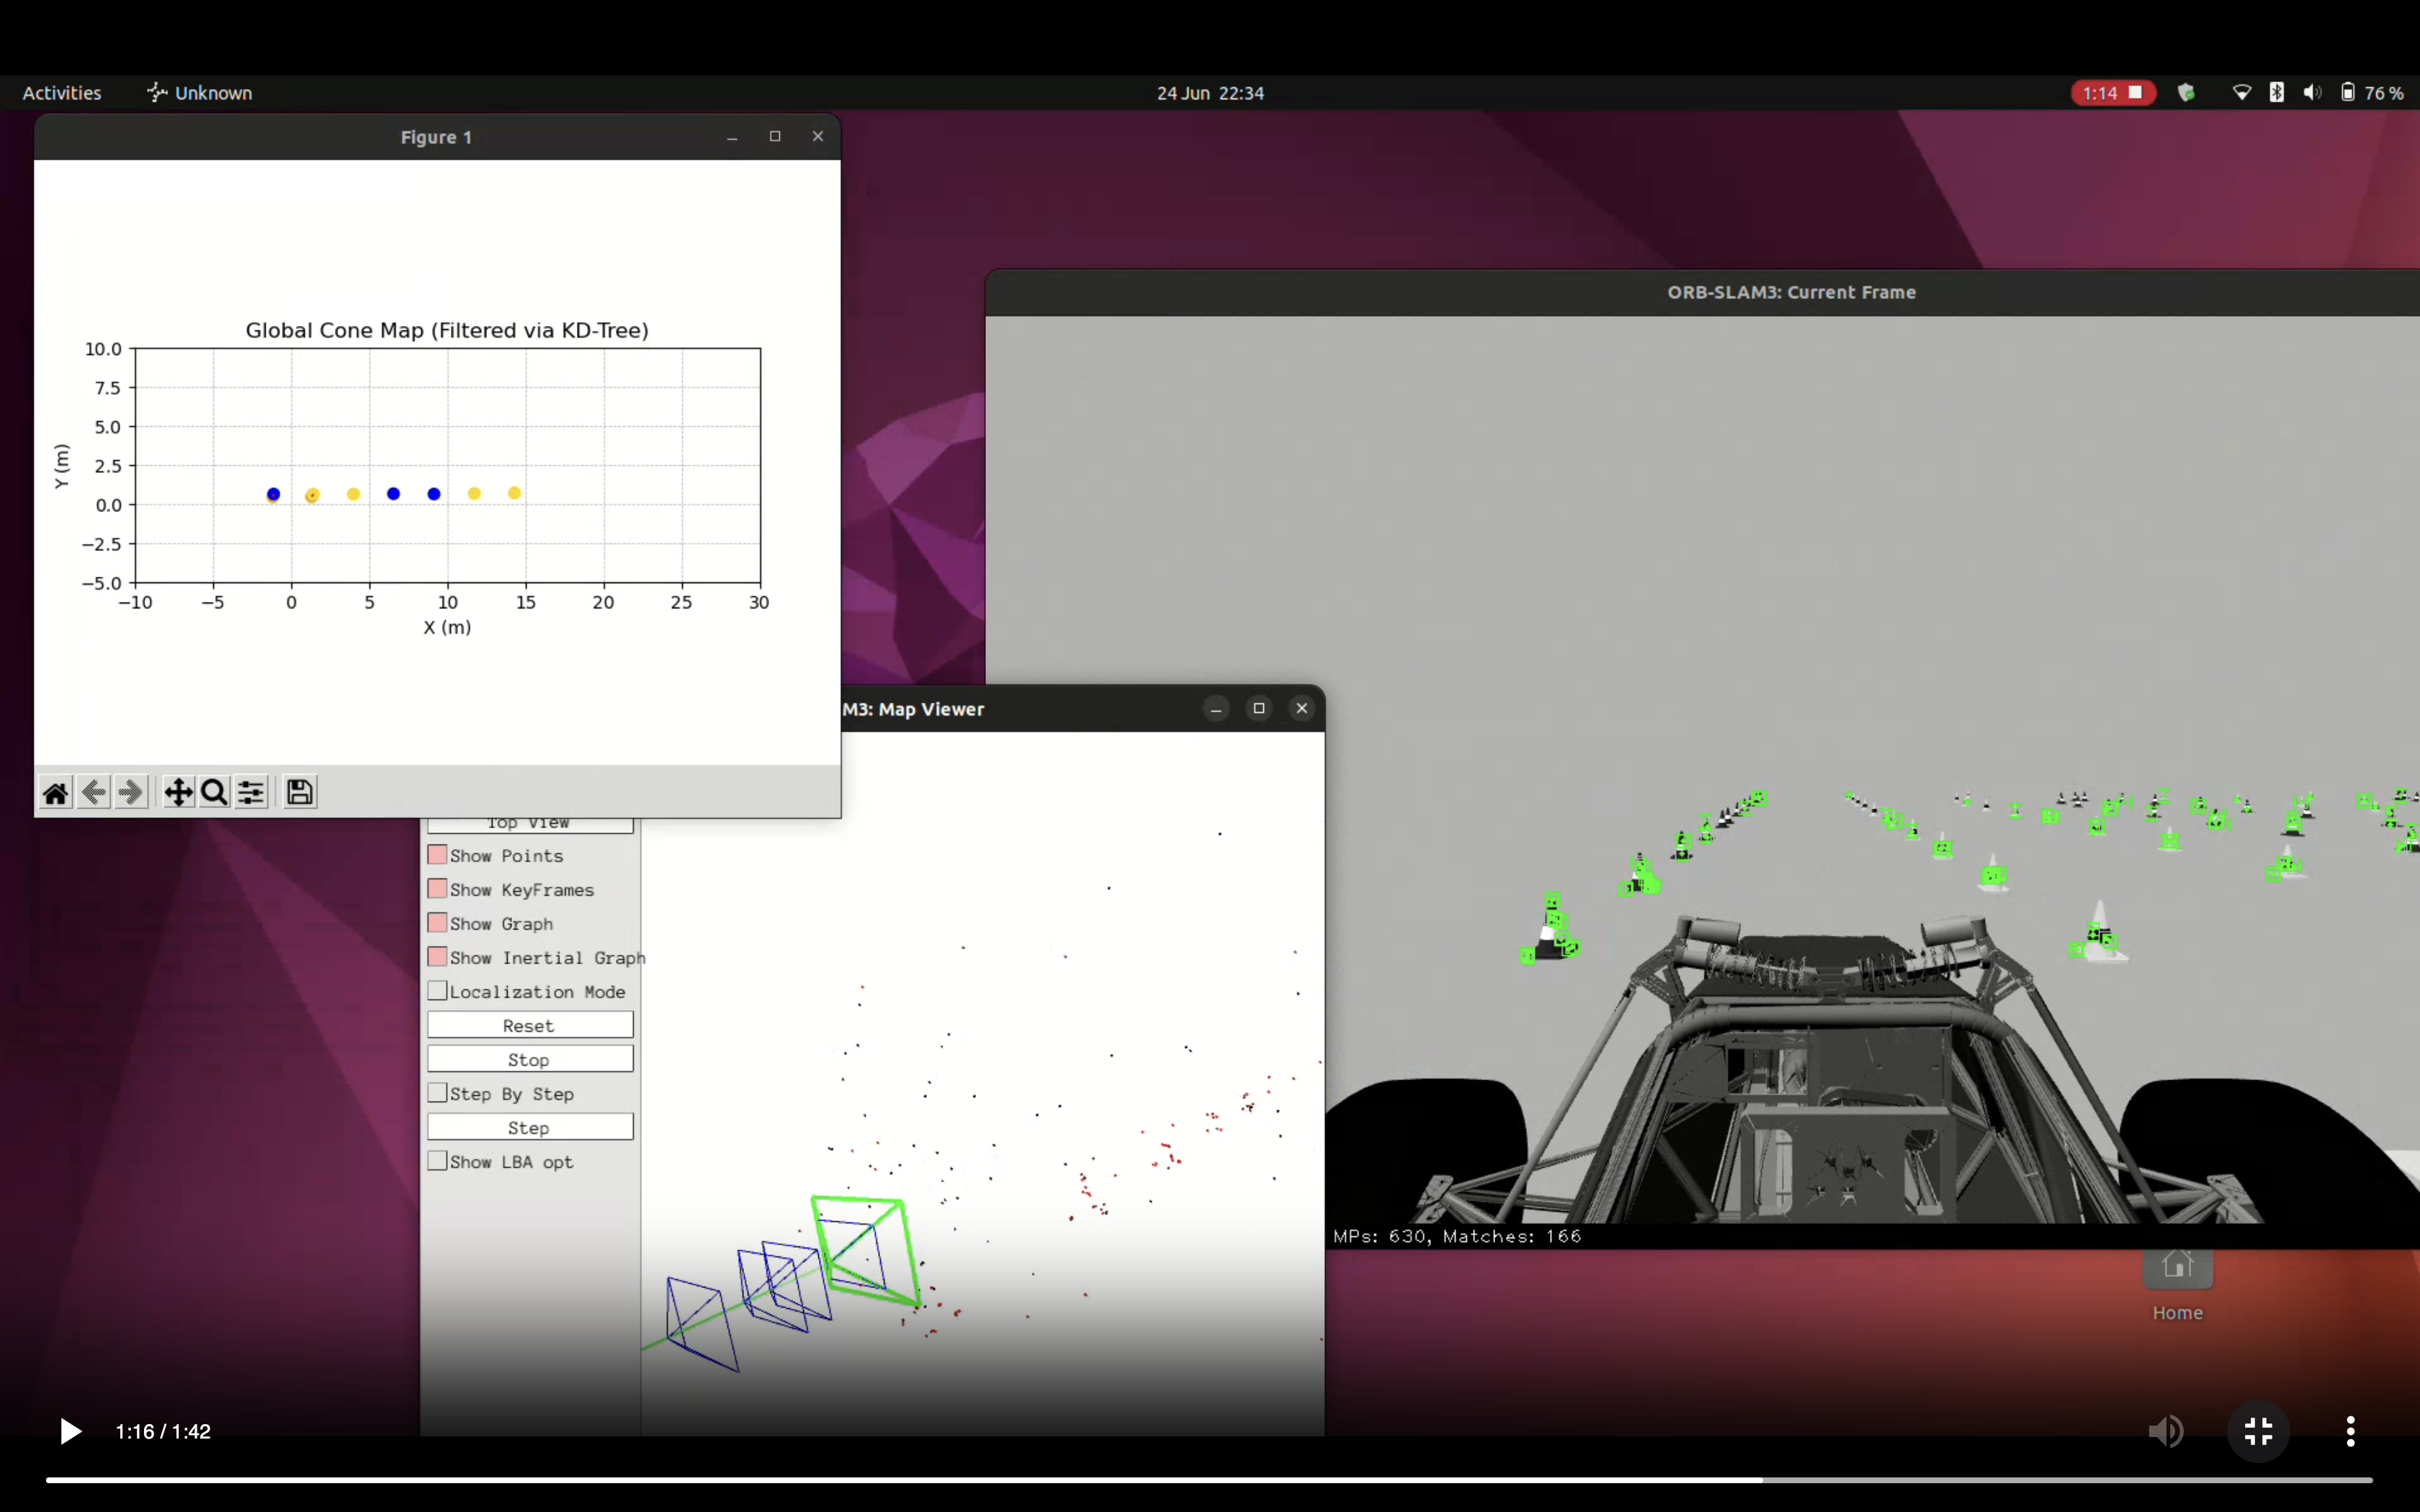 Activities
Unknown
24 Jun 22:34
1:14
76 %
Figure 1
Global Cone Map (Filtered via KD-Tree)
10.0
7.5
5.0
2.5
0.0
−2.5
−5.0
Y (m)
−10
−5
0
5
10
15
20
25
30
X (m)
ORB-SLAM3: Current Frame
M3: Map Viewer
Top View
Show Points
Show KeyFrames
Show Graph
Show Inertial Graph
Localization Mode
Reset
Stop
Step By Step
Step
Show LBA opt
MPs: 630, Matches: 166
Home
1:16 / 1:42